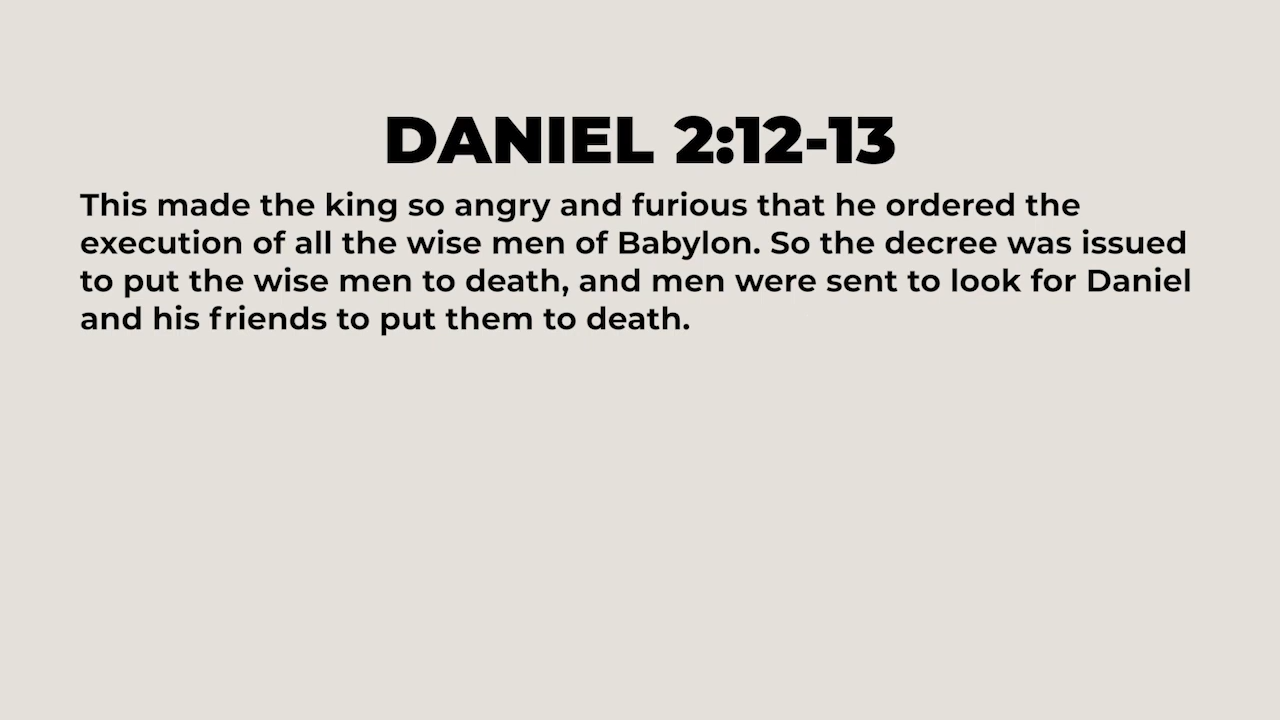 DANIEL 2:12-13
This made the king so angry and furious that he ordered the
execution of all the wise men of Babylon. So the decree was issued
to put the wise men to death, and men were sent to look for Daniel
and his friends to put them to death.